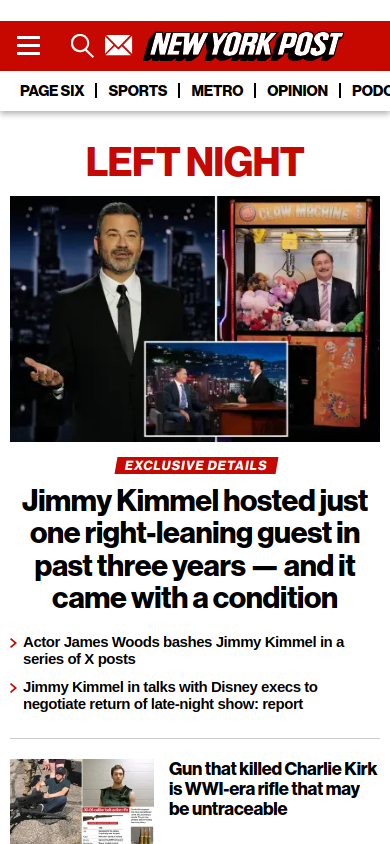 NEW YORK POST
PAGE SIX
SPORTS
METRO
OPINION
PODC
LEFT NIGHT
CLAW MACHINE
EXCLUSIVE DETAILS
Jimmy Kimmel hosted just
one right-leaning guest in
past three years — and it
came with a condition
Actor James Woods bashes Jimmy Kimmel in a
series of X posts
Jimmy Kimmel in talks with Disney execs to
negotiate return of late-night show: report
Gun that killed Charlie Kirk
is WWI-era rifle that may
be untraceable